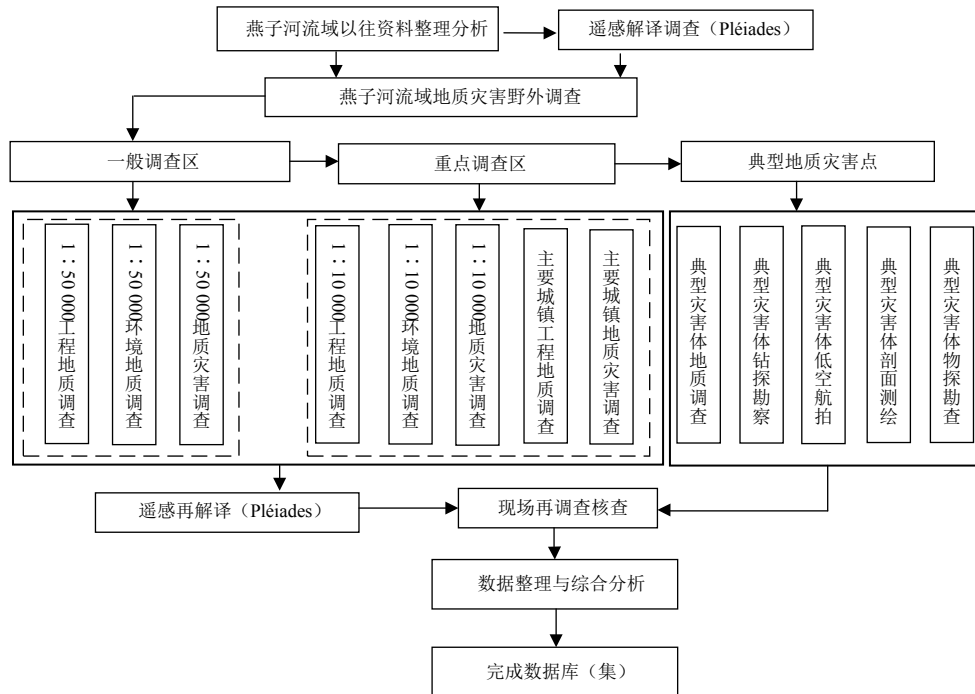 燕子河流域以往资料整理分析
遥感解译调查（Pléiades）
燕子河流域地质灾害野外调查
一般调查区
重点调查区
典型地质灾害点
1：50 000工程地质调查
1：50 000环境地质调查
1：50 000地质灾害调查
1：10 000工程地质调查
1：10 000环境地质调查
1：10 000地质灾害调查
主要城镇工程地质调查
主要城镇地质灾害调查
典型灾害体地质调查
典型灾害体钻探勘察
典型灾害体低空航拍
典型灾害体剖面测绘
典型灾害体物探勘查
遥感再解译（Pléiades）
现场再调查核查
数据整理与综合分析
完成数据库（集）